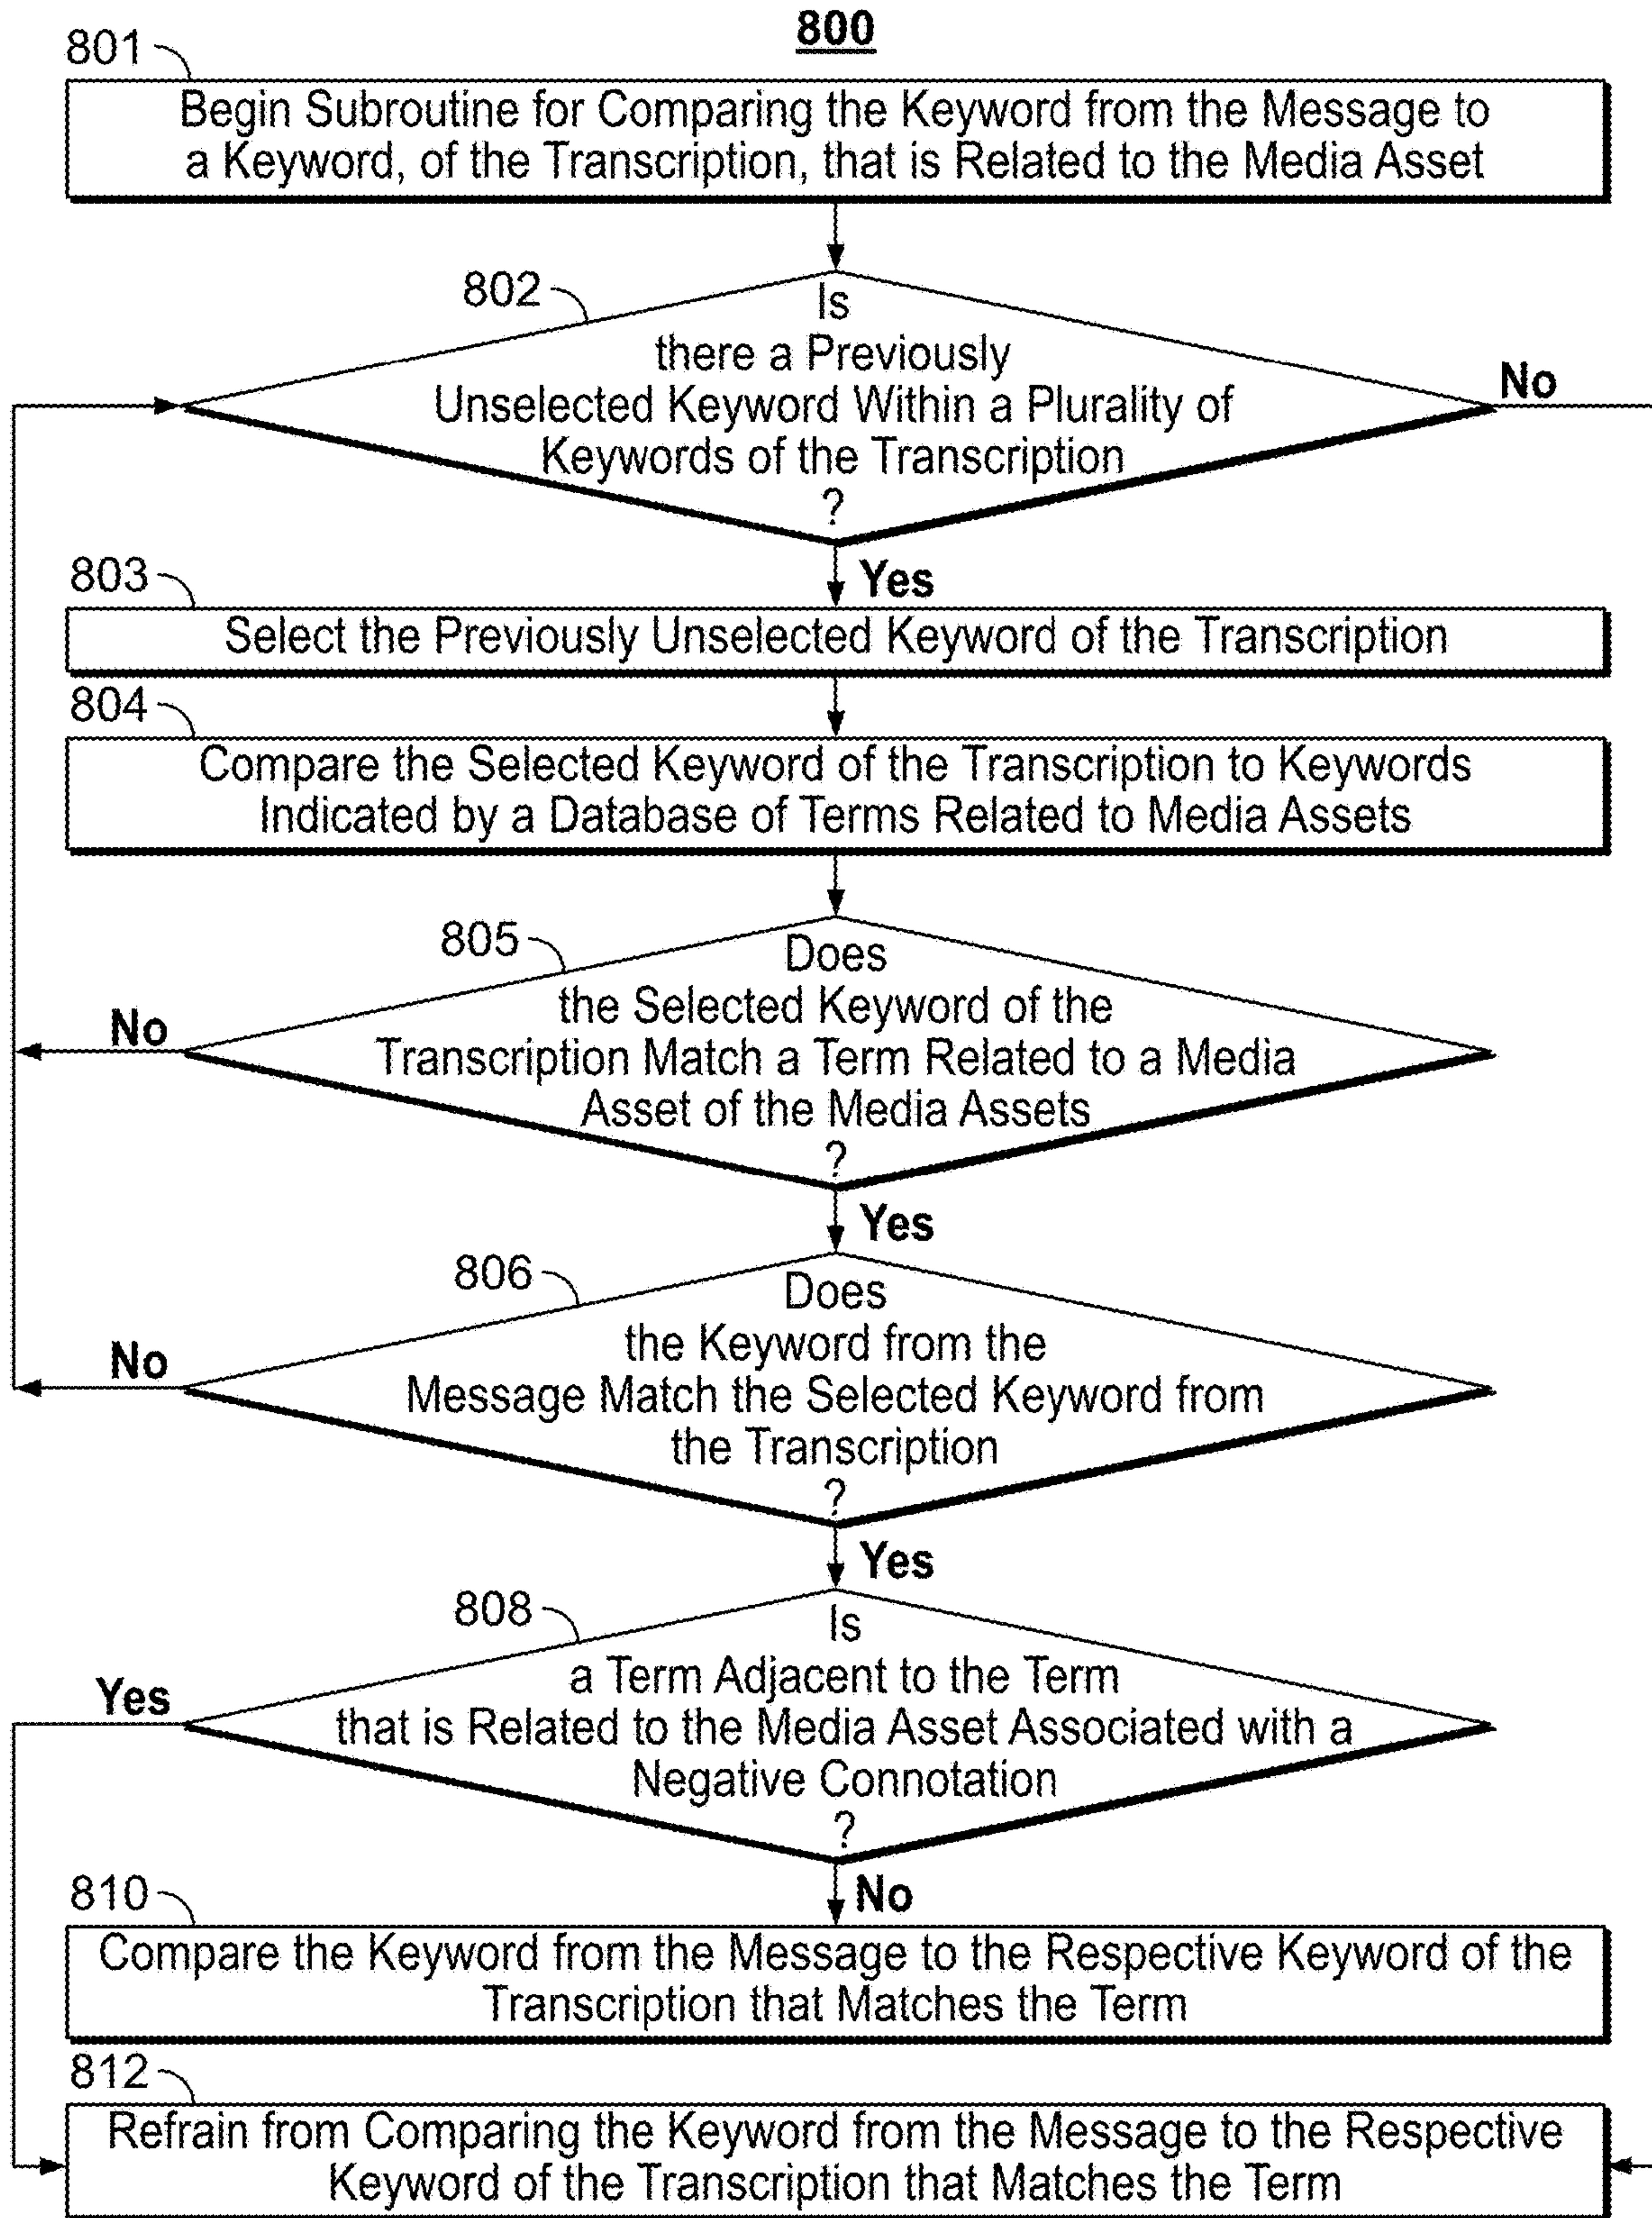 800
801
Begin Subroutine for Comparing the Keyword from the Message to
a Keyword, of the Transcription, that is Related to the Media Asset
802
Is
there a Previously
Unselected Keyword Within a Plurality of
Keywords of the Transcription
?
No
Yes
803
Select the Previously Unselected Keyword of the Transcription
804
Compare the Selected Keyword of the Transcription to Keywords
Indicated by a Database of Terms Related to Media Assets
805
Does
the Selected Keyword of the
Transcription Match a Term Related to a Media
Asset of the Media Assets
?
No
Yes
806
Does
the Keyword from the
Message Match the Selected Keyword from
the Transcription
?
No
Yes
808
Is
a Term Adjacent to the Term
that is Related to the Media Asset Associated with a
Negative Connotation
?
Yes
No
810
Compare the Keyword from the Message to the Respective Keyword of the
Transcription that Matches the Term
812
Refrain from Comparing the Keyword from the Message to the Respective
Keyword of the Transcription that Matches the Term